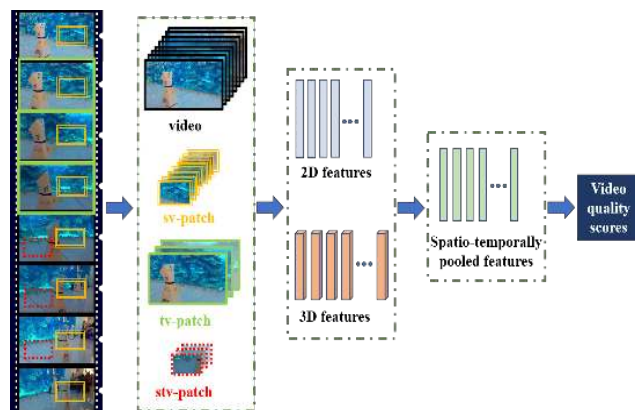 video
sv-patch
tv-patch
stv-patch
2D features
3D features
Spatio-temporally
pooled features
Video
quality
scores